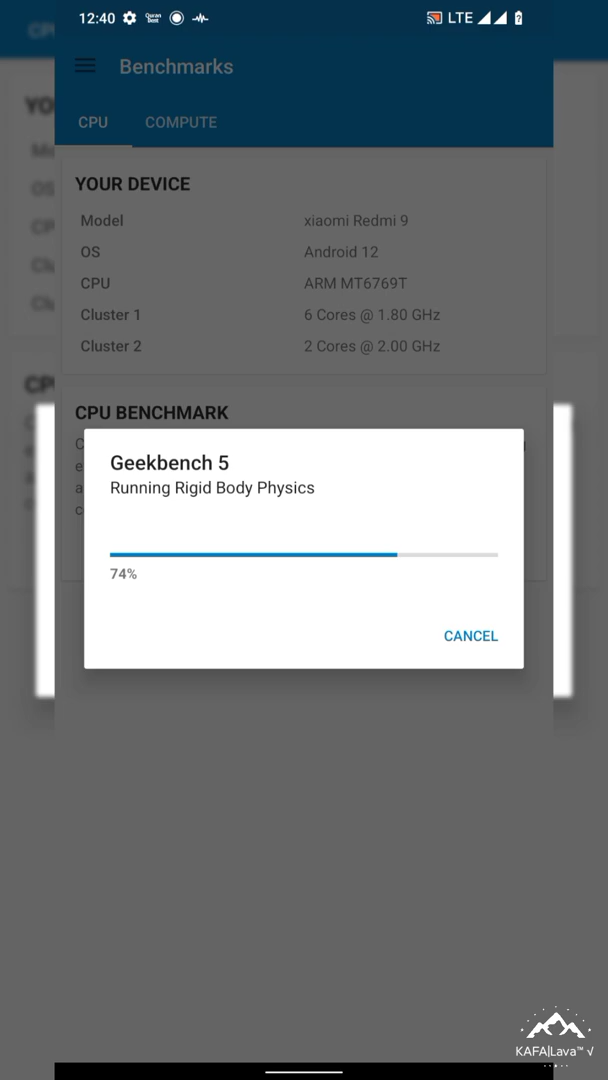 12:40 Quran Best LTE
Benchmarks
CPU COMPUTE
YOUR DEVICE
Model xiaomi Redmi 9
OS Android 12
CPU ARM MT6769T
Cluster 1 6 Cores @ 1.80 GHz
Cluster 2 2 Cores @ 2.00 GHz
CPU BENCHMARK
Geekbench 5
Running Rigid Body Physics
74%
CANCEL
KAFA|Lava™ √